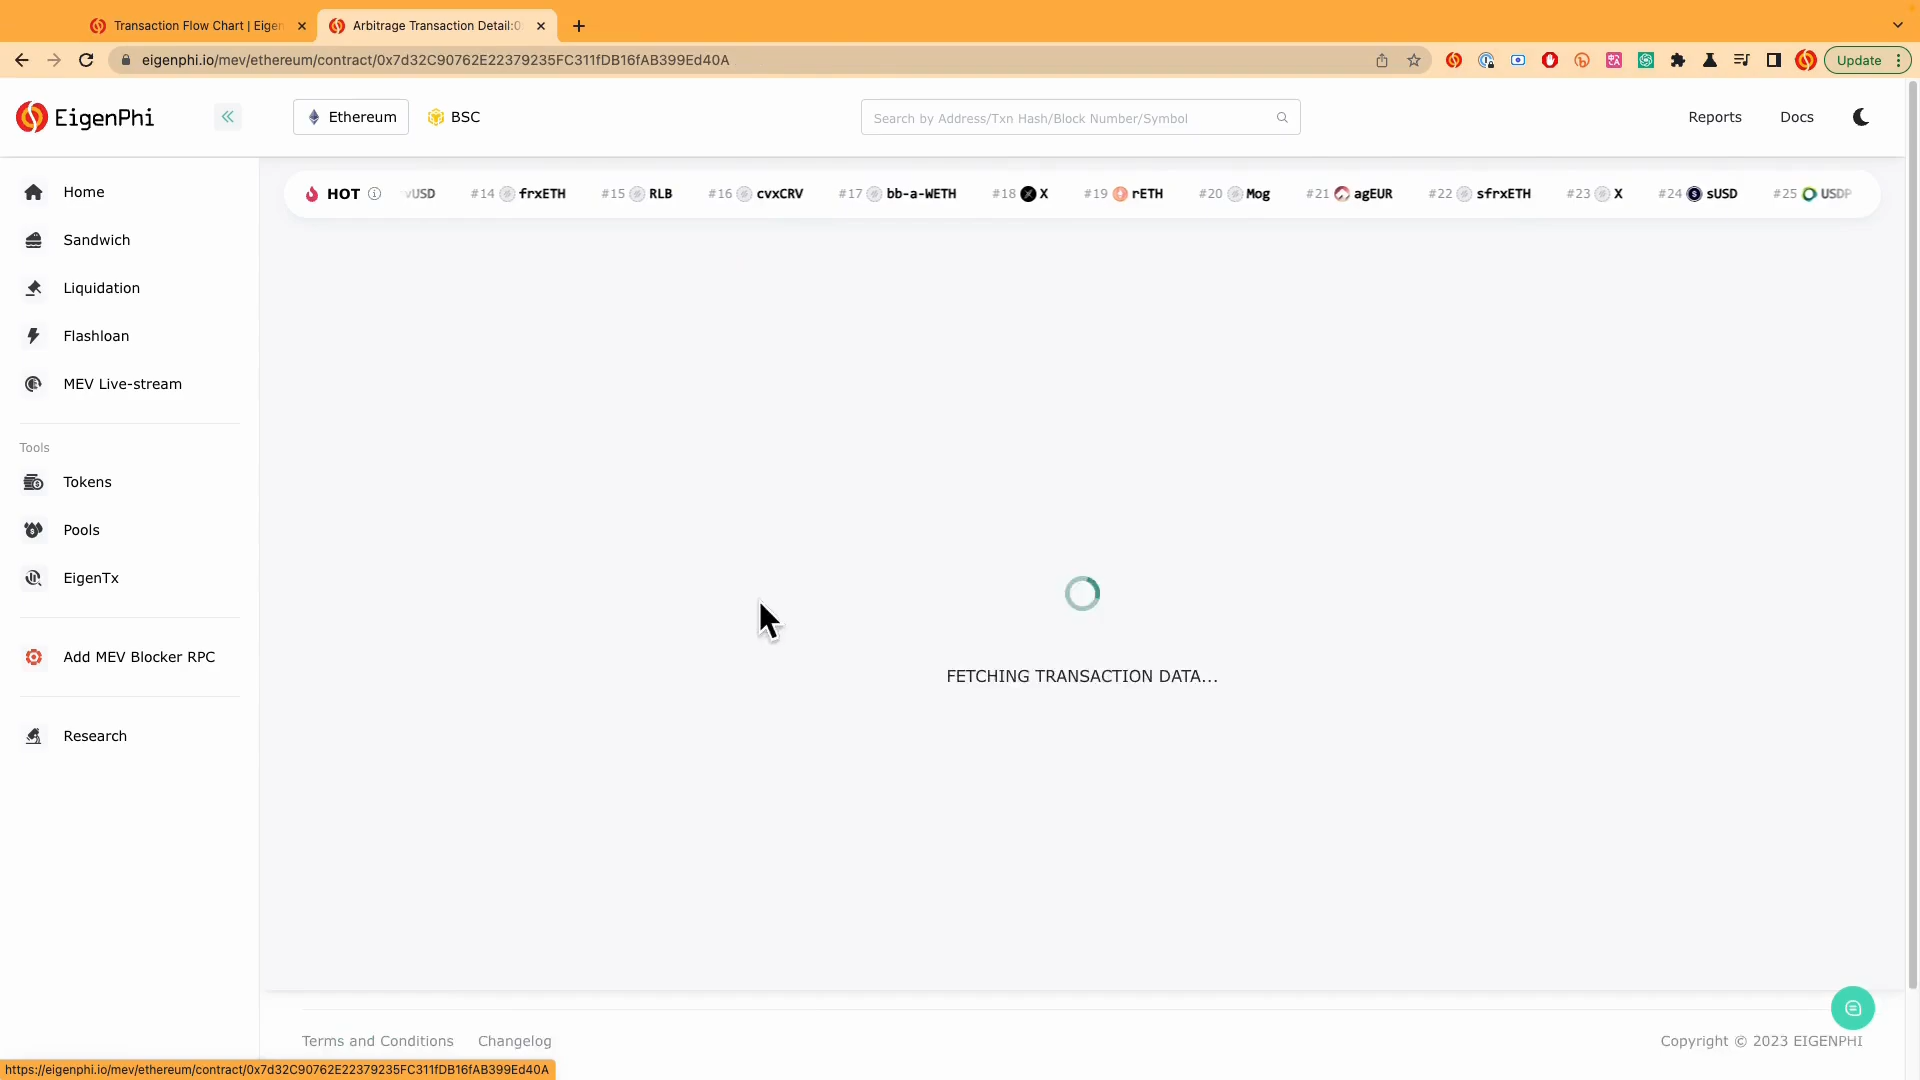 Transaction Flow Chart | Eigen
Arbitrage Transaction Detail:0
eigenphi.io/mev/ethereum/contract/0x7d32C90762E22379235FC311fDB16fAB399Ed40A
Update
EigenPhi
Ethereum
BSC
Search by Address/Txn Hash/Block Number/Symbol
Reports
Docs
HOT
vUSD
#14 frxETH
#15 RLB
#16 cvxCRV
#17 bb-a-WETH
#18 X
#19 rETH
#20 Mog
#21 agEUR
#22 sfrxETH
#23 X
#24 sUSD
#25 USDP
Home
Sandwich
Liquidation
Flashloan
MEV Live-stream
Tools
Tokens
Pools
EigenTx
Add MEV Blocker RPC
Research
FETCHING TRANSACTION DATA...
Terms and Conditions
Changelog
Copyright © 2023 EIGENPHI
https://eigenphi.io/mev/ethereum/contract/0x7d32C90762E22379235FC311fDB16fAB399Ed40A